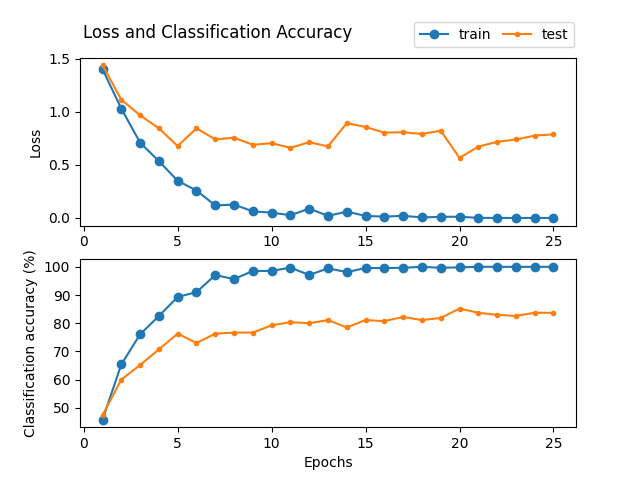 Loss and Classification Accuracy
train test
Loss
1.5
1.0
0.5
0.0
0 5 10 15 20 25
Classification accuracy (%)
100
90
80
70
60
50
0 5 10 15 20 25
Epochs